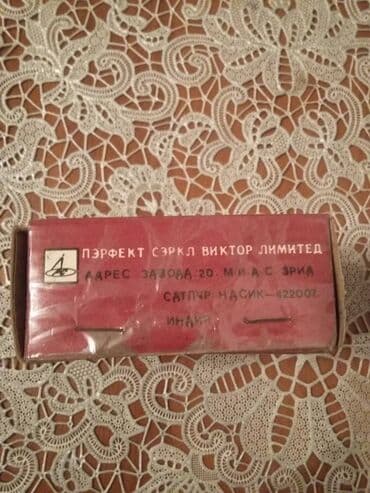 ПЭРФЕКТ СЭРКЛ ВИКТОР ЛИМИТЕД
АДРЕС ЗАВОДА: 20 М.И.Д.С. ЭРИА
САТПУР НАСИК-422007.
ИНДИЯ